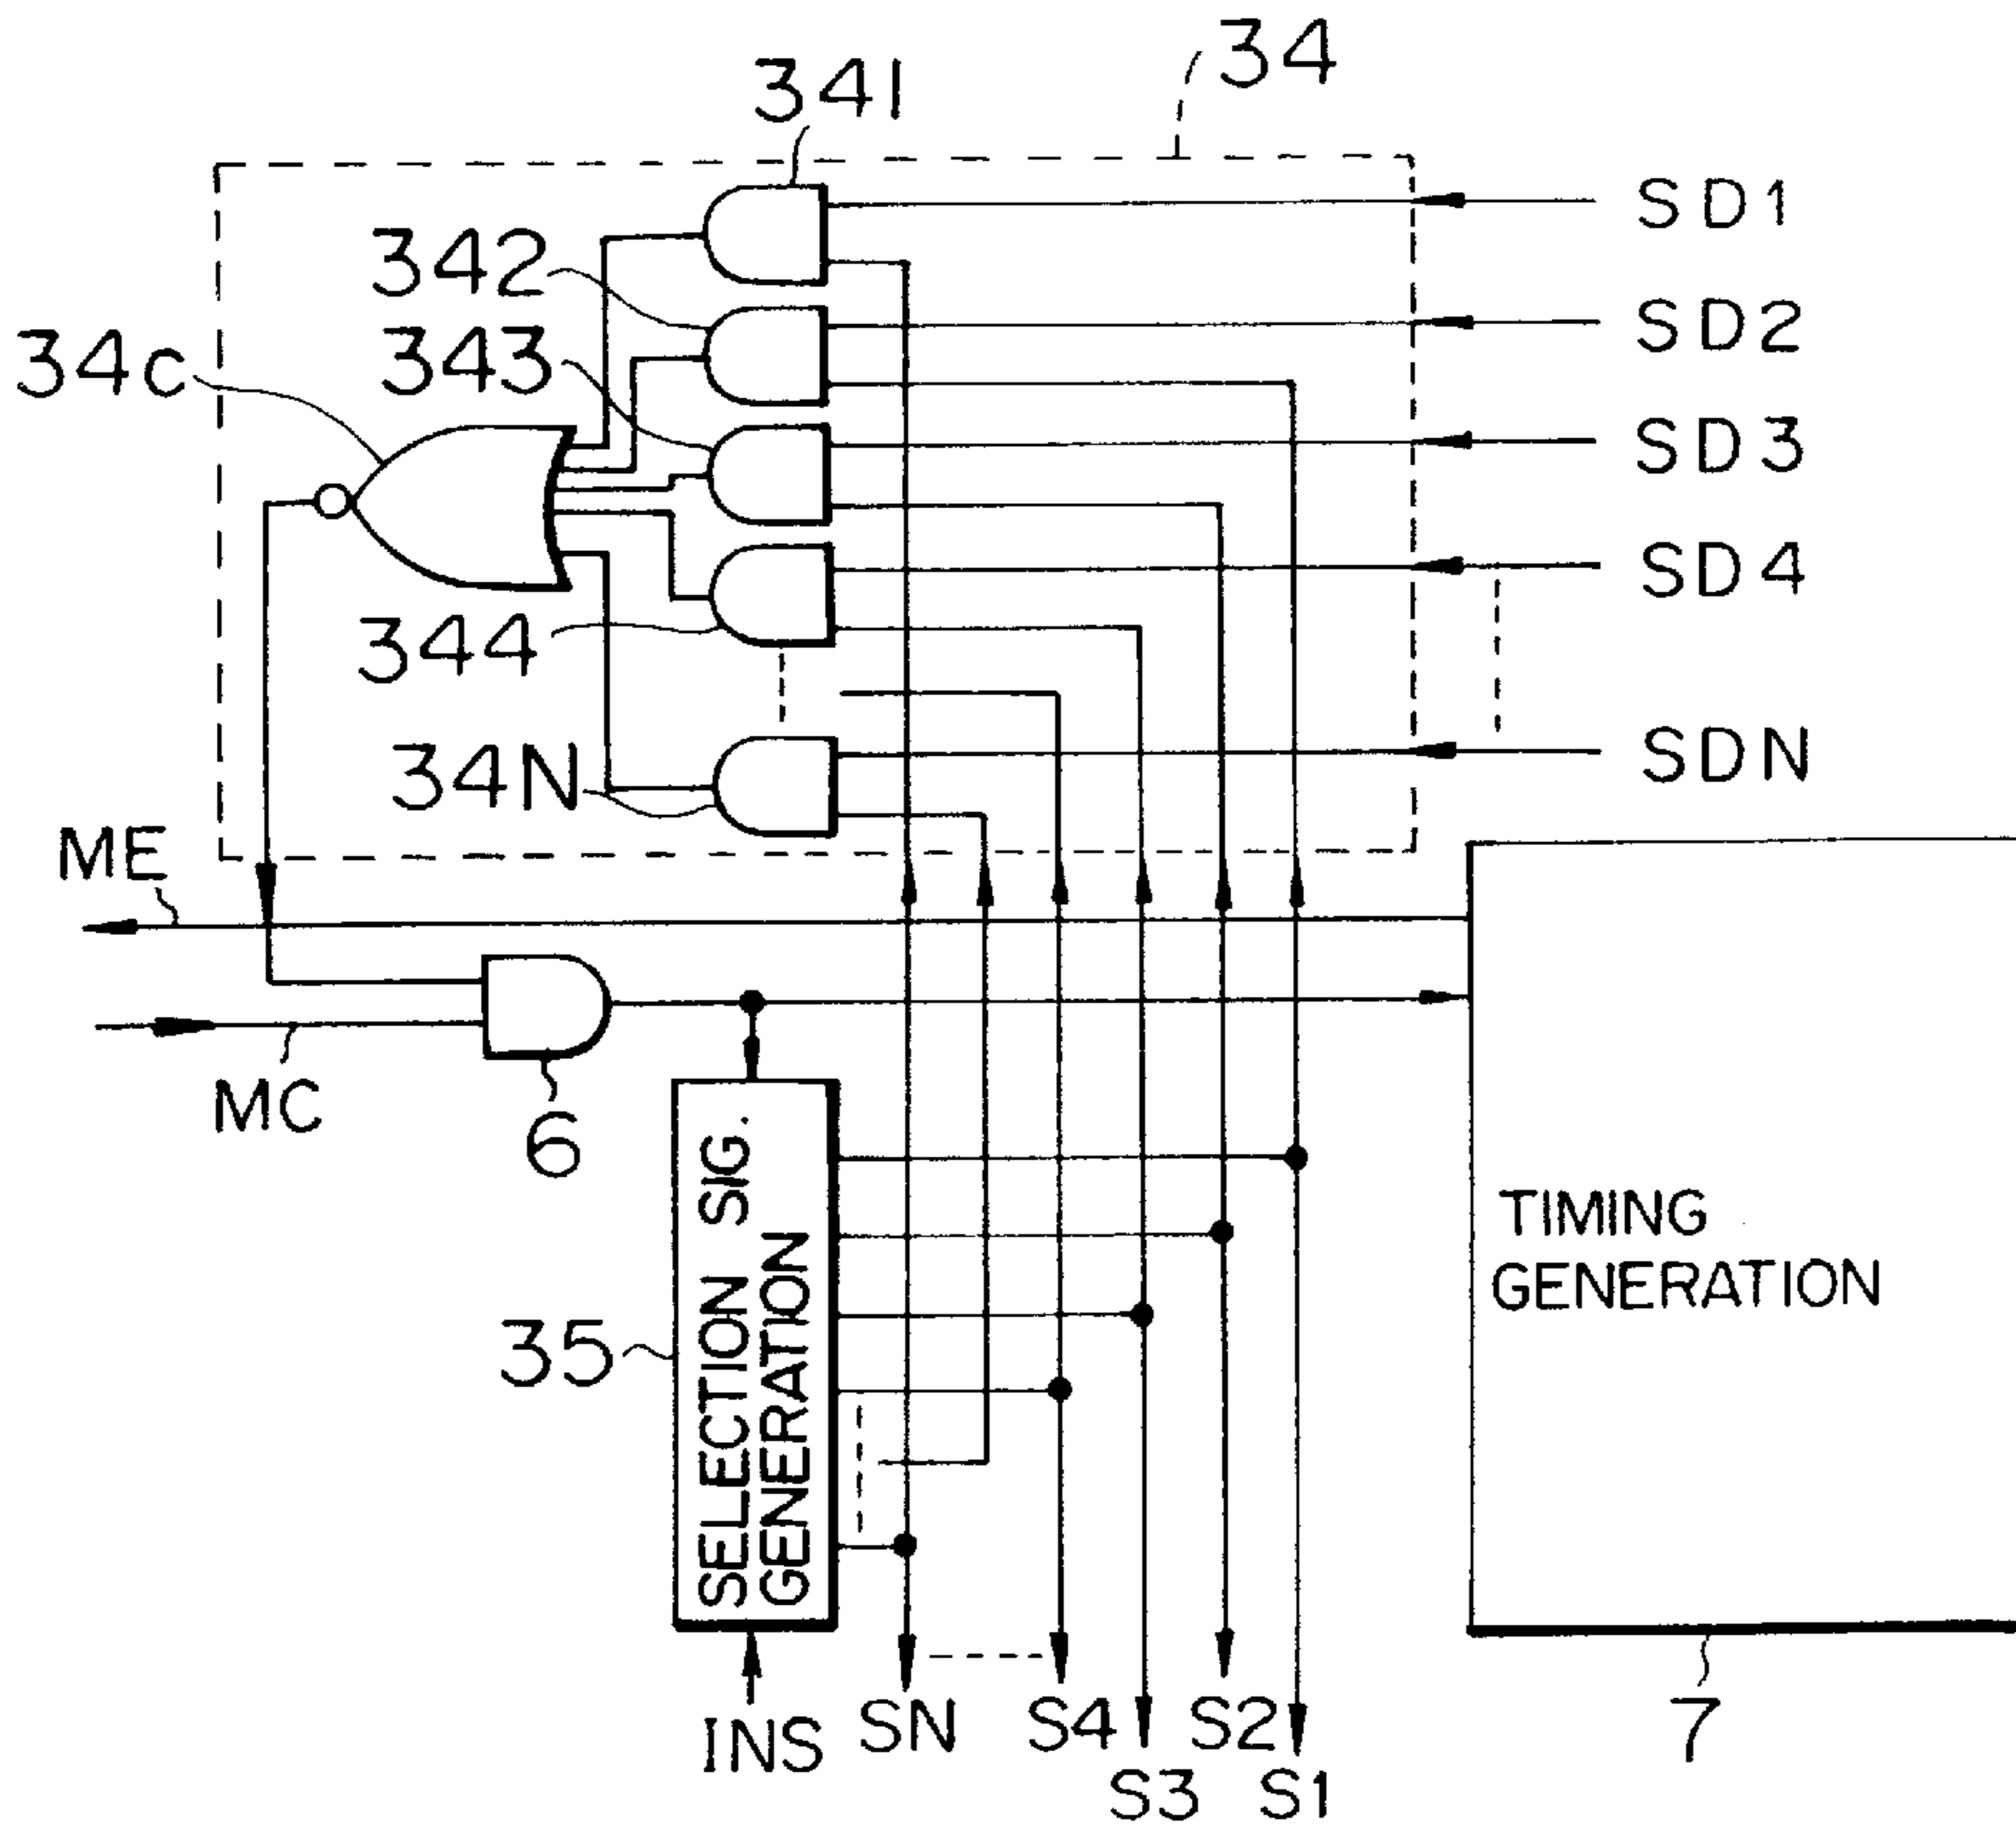 34
341
SD1
342
SD2
343
34c
SD3
SD4
344
34N
SDN
ME
MC
6
SELECTION SIG.
GENERATION
TIMING
GENERATION
35
INS
SN
S4
S2
7
S3
S1